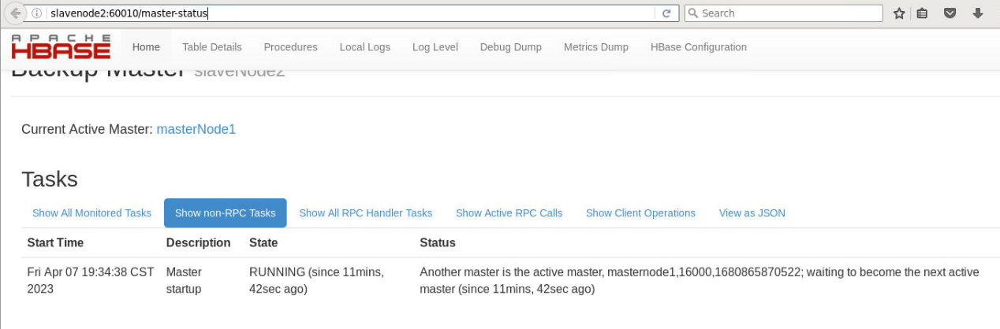 slavenode2:60010/master-status
Search
APACHE
HBASE
Home Table Details Procedures Local Logs Log Level Debug Dump Metrics Dump HBase Configuration
Backup Master slaveNode2
Current Active Master: masterNode1
Tasks
Show All Monitored Tasks Show non-RPC Tasks Show All RPC Handler Tasks Show Active RPC Calls Show Client Operations View as JSON
Start Time Description State Status
Fri Apr 07 19:34:38 CST Master RUNNING (since 11mins, Another master is the active master, masternode1,16000,1680865870522; waiting to become the next active
2023 startup 42sec ago) master (since 11mins, 42sec ago)